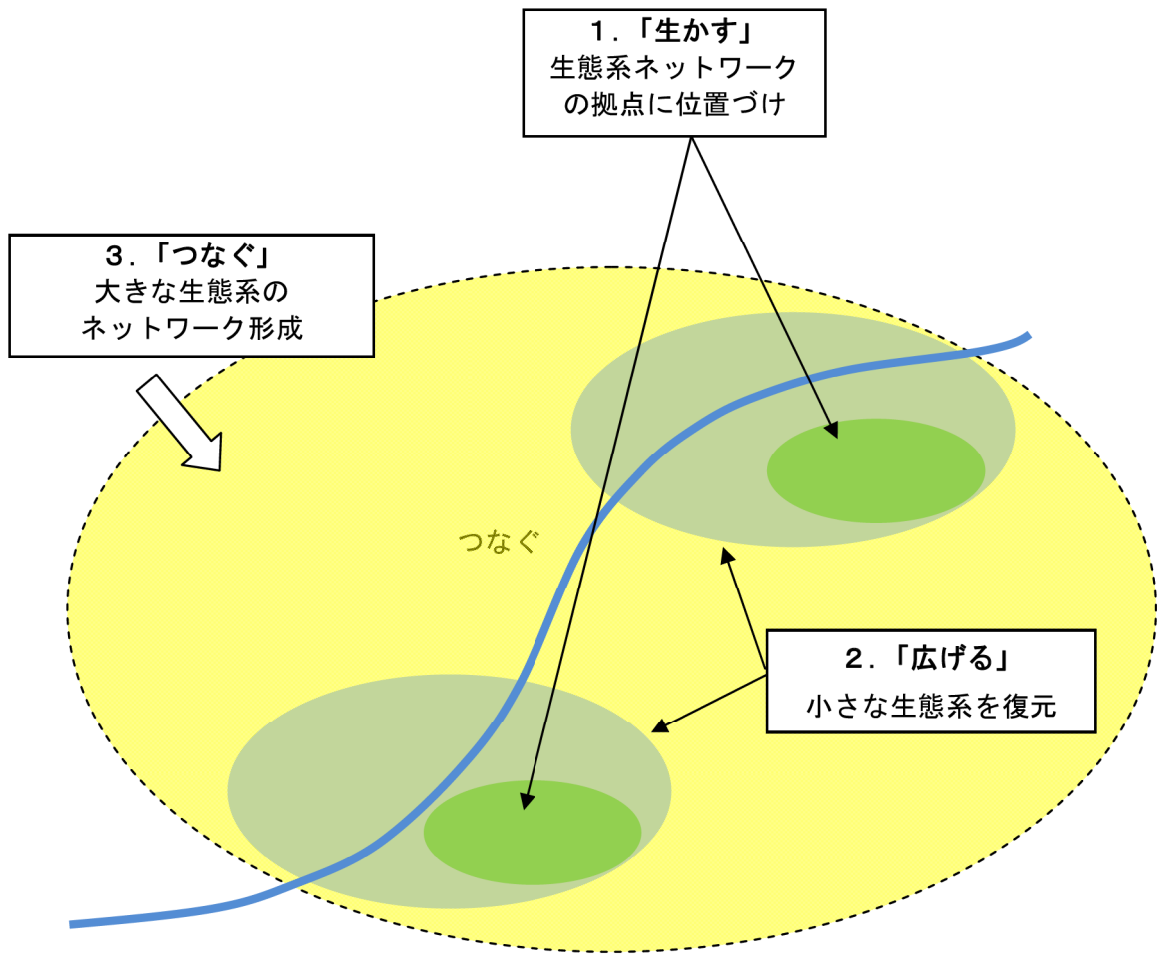 １．「生かす」
生態系ネットワーク
の拠点に位置づけ
３．「つなぐ」
大きな生態系の
ネットワーク形成
つなぐ
２．「広げる」
小さな生態系を復元